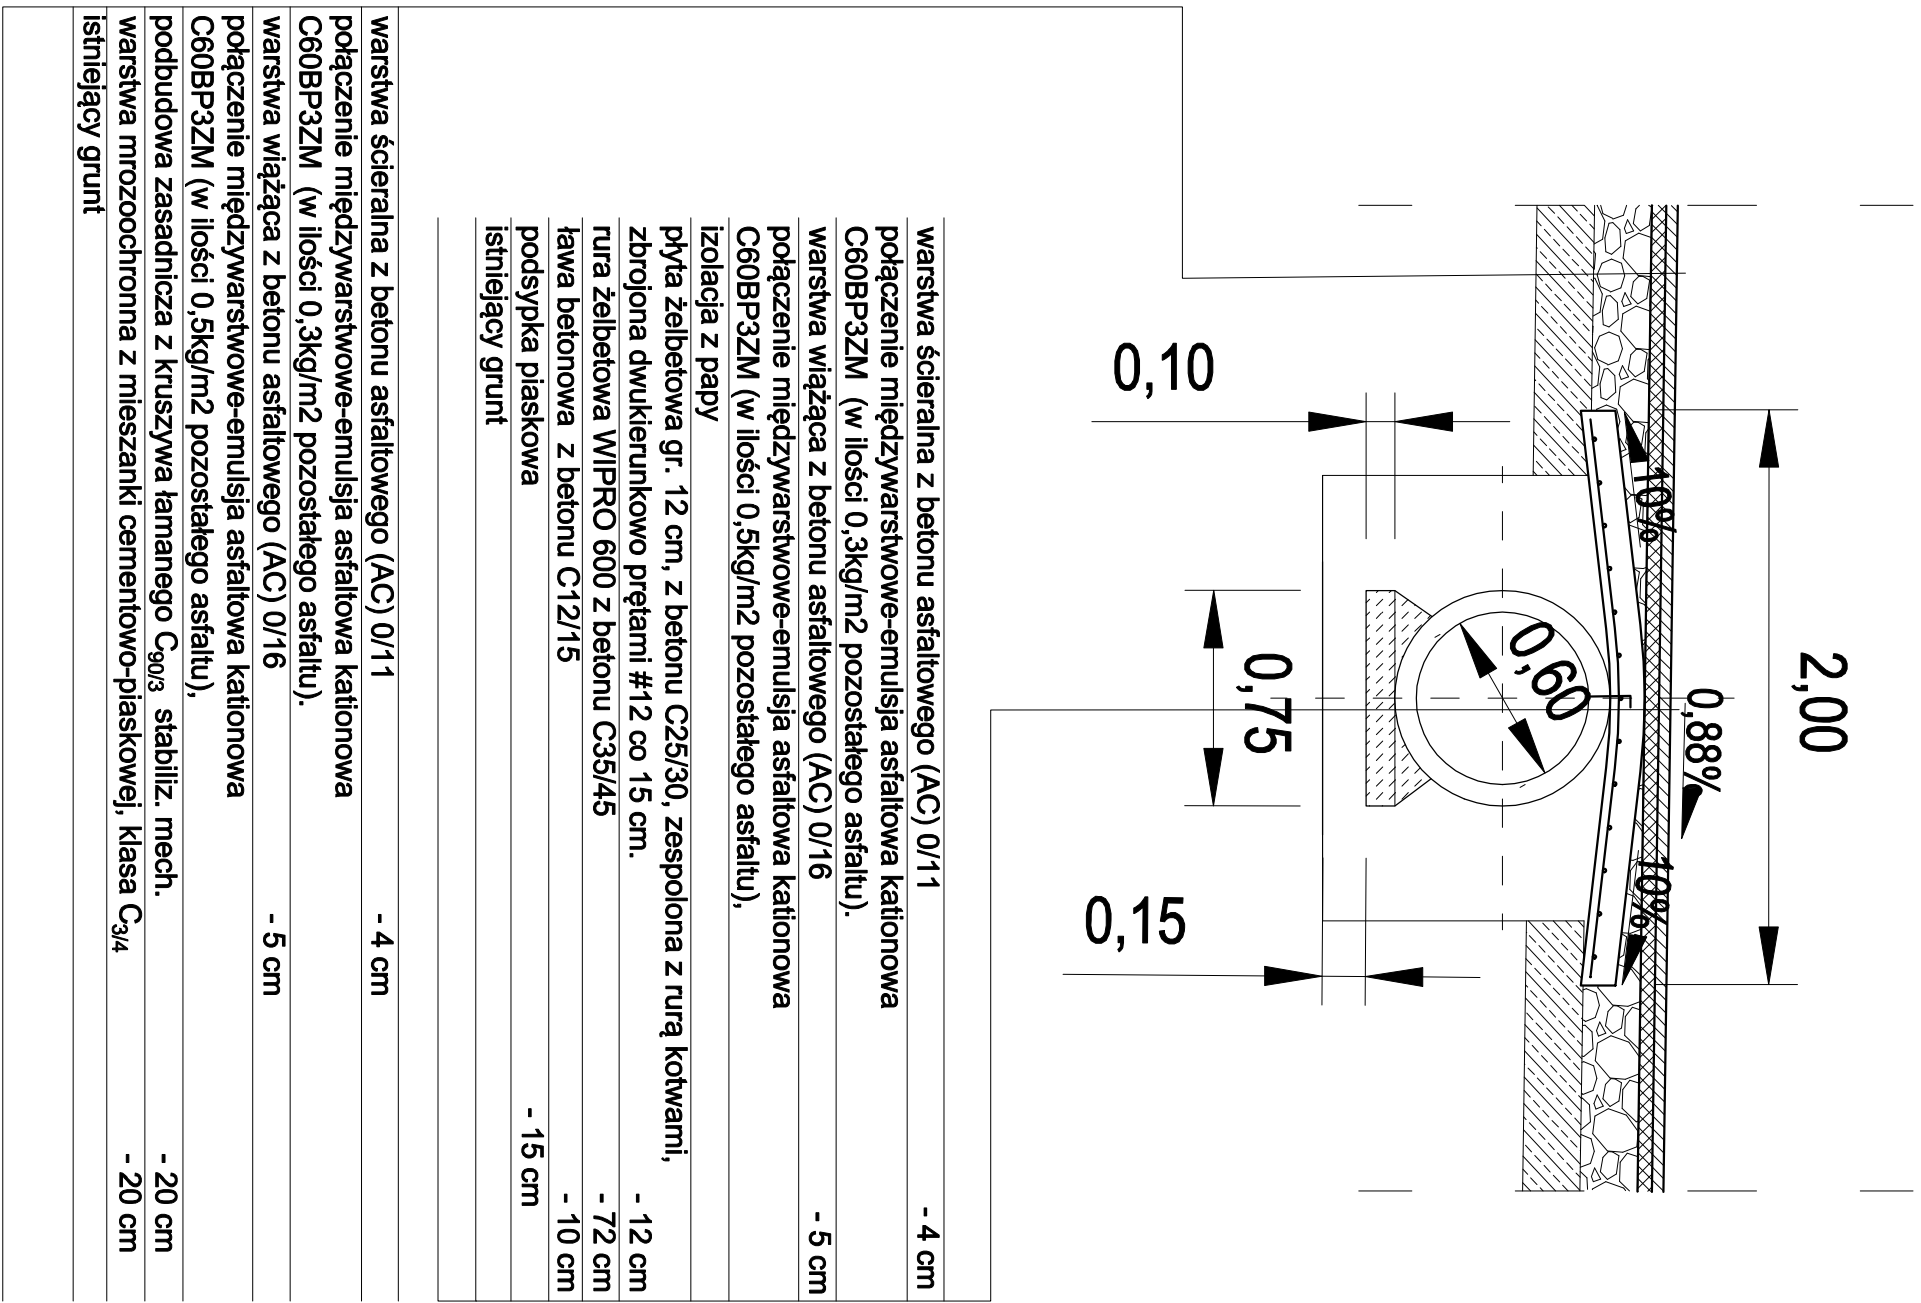 2,00
0,88%
10%
10%
0,60
0,10
0,75
0,15
warstwa ścieralna z betonu asfaltowego (AC) 0/11 - 4 cm
połączenie międzywarstwowe-emulsja asfaltowa kationowa
C60BP3ZM (w ilości 0,3kg/m2 pozostałego asfaltu).
warstwa wiążąca z betonu asfaltowego (AC) 0/16 - 5 cm
połączenie międzywarstwowe-emulsja asfaltowa kationowa
C60BP3ZM (w ilości 0,5kg/m2 pozostałego asfaltu),
izolacja z papy
płyta żelbetowa gr. 12 cm, z betonu C25/30, zespolona z rurą kotwami,
zbrojona dwukierunkowo prętami #12 co 15 cm. - 12 cm
rura żelbetowa WIPRO 600 z betonu C35/45 - 72 cm
ława betonowa z betonu C12/15 - 10 cm
podsypka piaskowa - 15 cm
istniejący grunt
warstwa ścieralna z betonu asfaltowego (AC) 0/11 - 4 cm
połączenie międzywarstwowe-emulsja asfaltowa kationowa
C60BP3ZM (w ilości 0,3kg/m2 pozostałego asfaltu).
warstwa wiążąca z betonu asfaltowego (AC) 0/16 - 5 cm
połączenie międzywarstwowe-emulsja asfaltowa kationowa
C60BP3ZM (w ilości 0,5kg/m2 pozostałego asfaltu),
podbudowa zasadnicza z kruszywa łamanego C90/3 stabiliz. mech. - 20 cm
warstwa mrozoochronna z mieszanki cementowo-piaskowej, klasa C3/4 - 20 cm
istniejący grunt